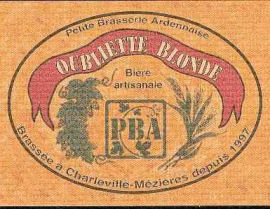 Petite Brasserie Ardennaise
OUBLIETTE BLONDE
Bière
artisanale
PBA
Brassée à Charleville-Mézières depuis 1997